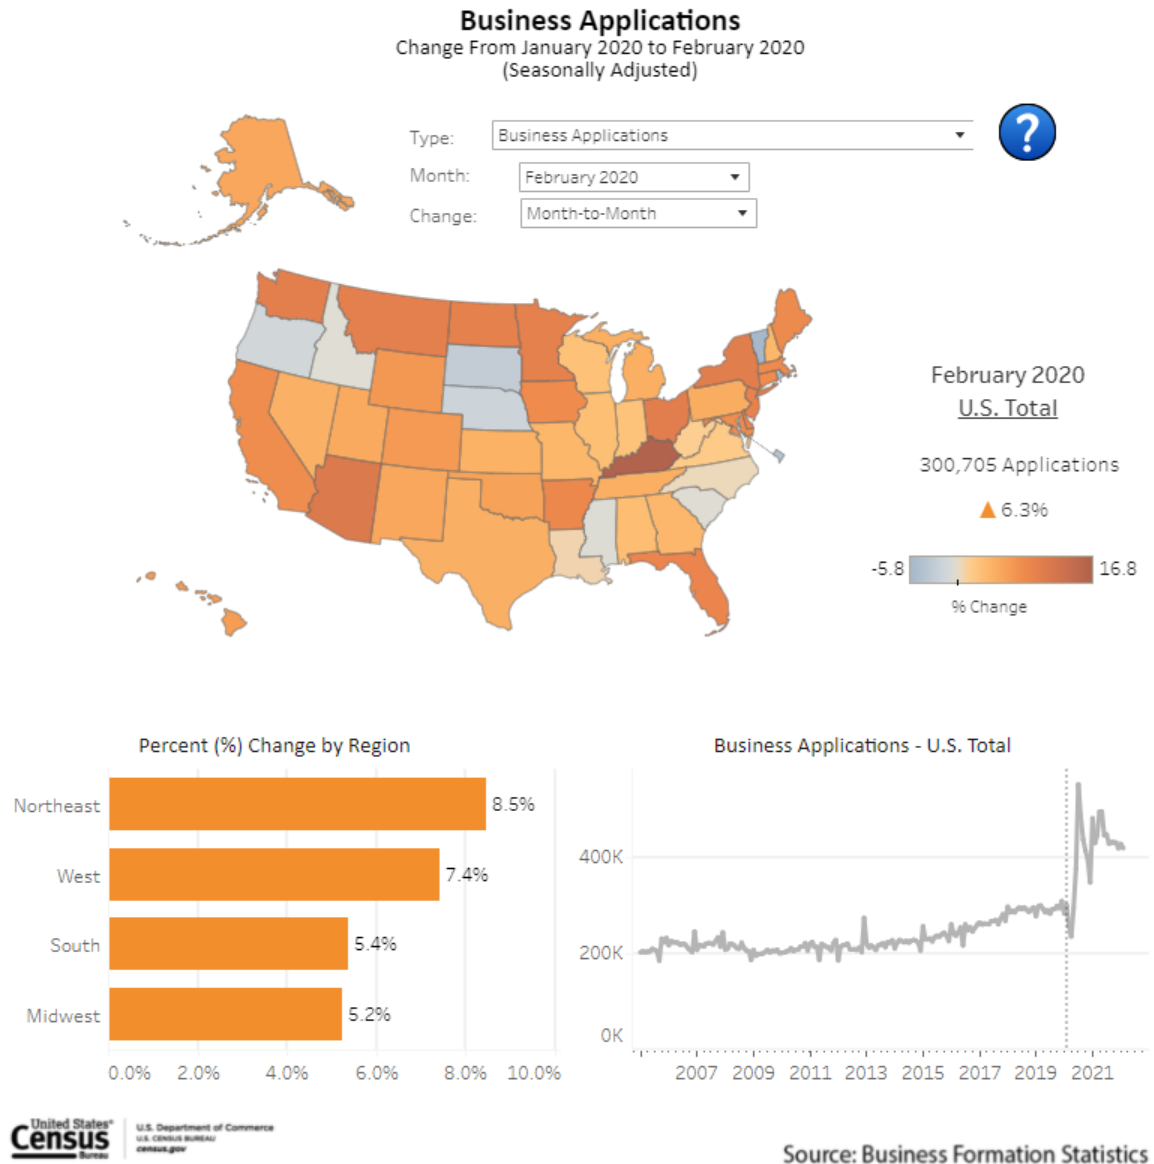 Business Applications
Change From January 2020 to February 2020
(Seasonally Adjusted)
Type: Business Applications
?
Month: February 2020
Change: Month-to-Month
February 2020
U.S. Total
300,705 Applications
6.3%
-5.8 16.8
% Change
Percent (%) Change by Region
Northeast 8.5%
West 7.4%
South 5.4%
Midwest 5.2%
0.0% 2.0% 4.0% 6.0% 8.0% 10.0%
Business Applications - U.S. Total
400K
200K
0K
2007 2009 2011 2013 2015 2017 2019 2021
United States®
Census
Bureau
U.S. Department of Commerce
U.S. CENSUS BUREAU
census.gov
Source: Business Formation Statistics